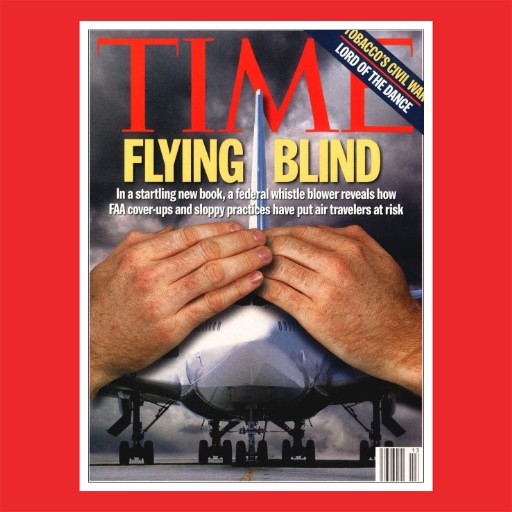 TIME
TOBACCO'S CIVIL WAR
LORD OF THE DANCE
FLYING BLIND
In a startling new book, a federal whistle blower reveals how
FAA cover-ups and sloppy practices have put air travelers at risk